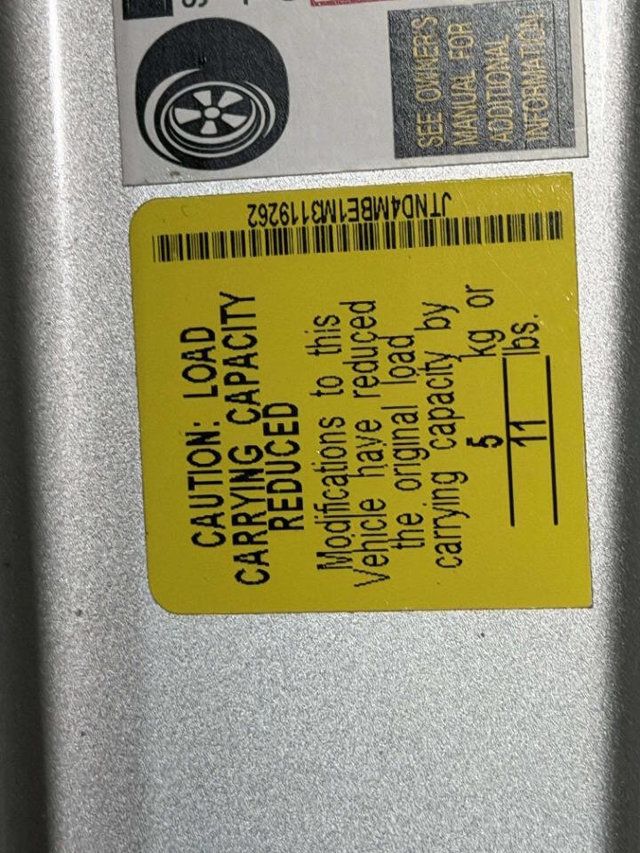 SEE OWNER'S
MANUAL FOR
ADDITIONAL
INFORMATION
JTND4MBE1M3119262
CAUTION: LOAD
CARRYING CAPACITY
REDUCED
Modifications to this
Vehicle have reduced
the original load
carrying capacity by
5 kg or
11 lbs.